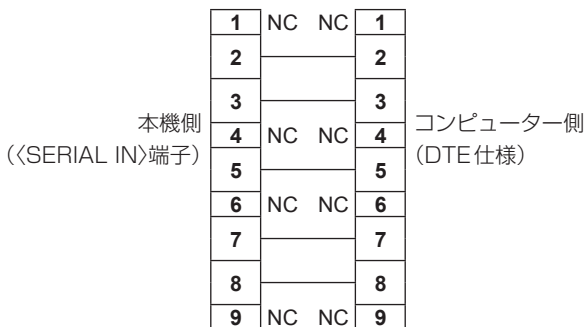 1 NC NC 1
2 2
3 3
本機側
（〈SERIAL IN〉端子）
4 NC NC 4
コンピューター側
（DTE仕様）
5 5
6 NC NC 6
7 7
8 8
9 NC NC 9